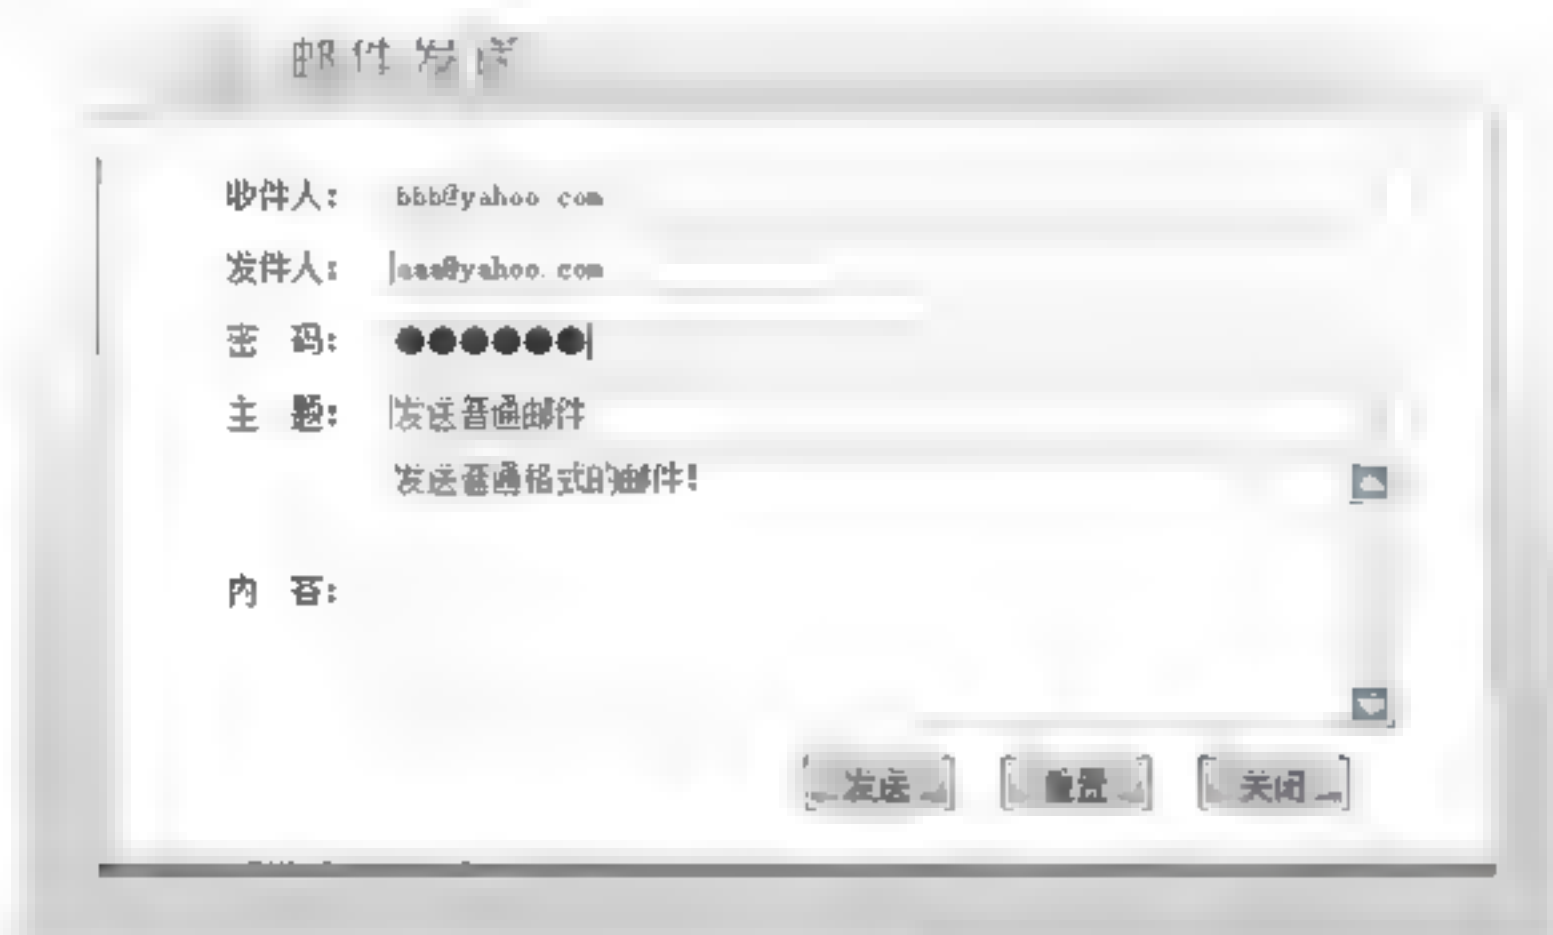 邮件发送
收件人: bbb@yahoo.com
发件人: aaa@yahoo.com
密 码: ●●●●●●
主 题: 发送普通邮件
发送普通格式的邮件!
内 容:
发送 重置 关闭